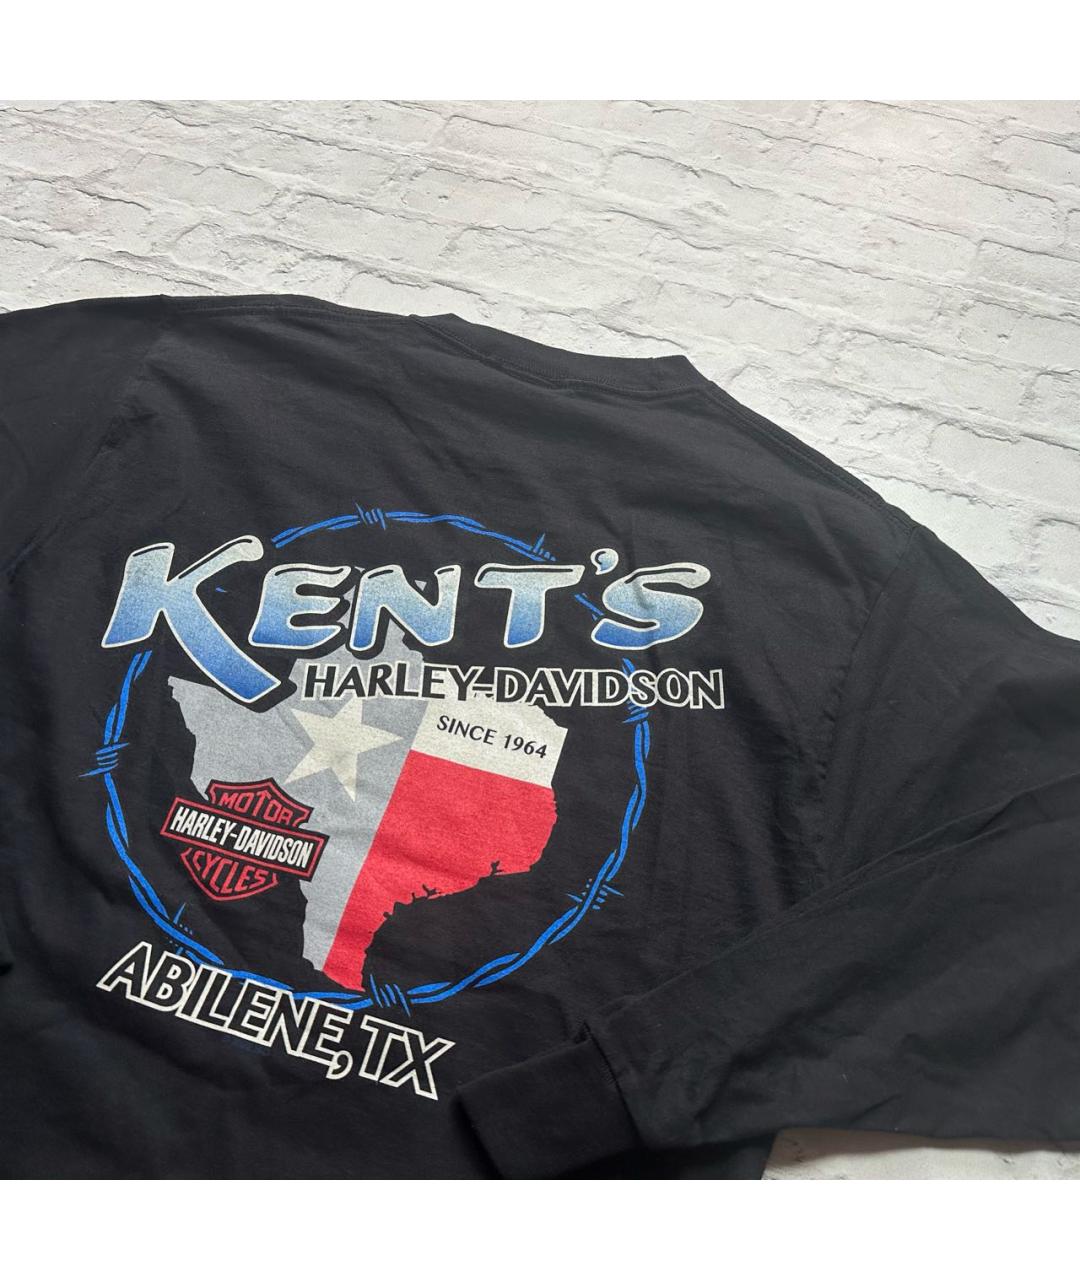 KENT'S
HARLEY-DAVIDSON
SINCE 1964
MOTOR
HARLEY-DAVIDSON
CYCLES
ABILENE, TX